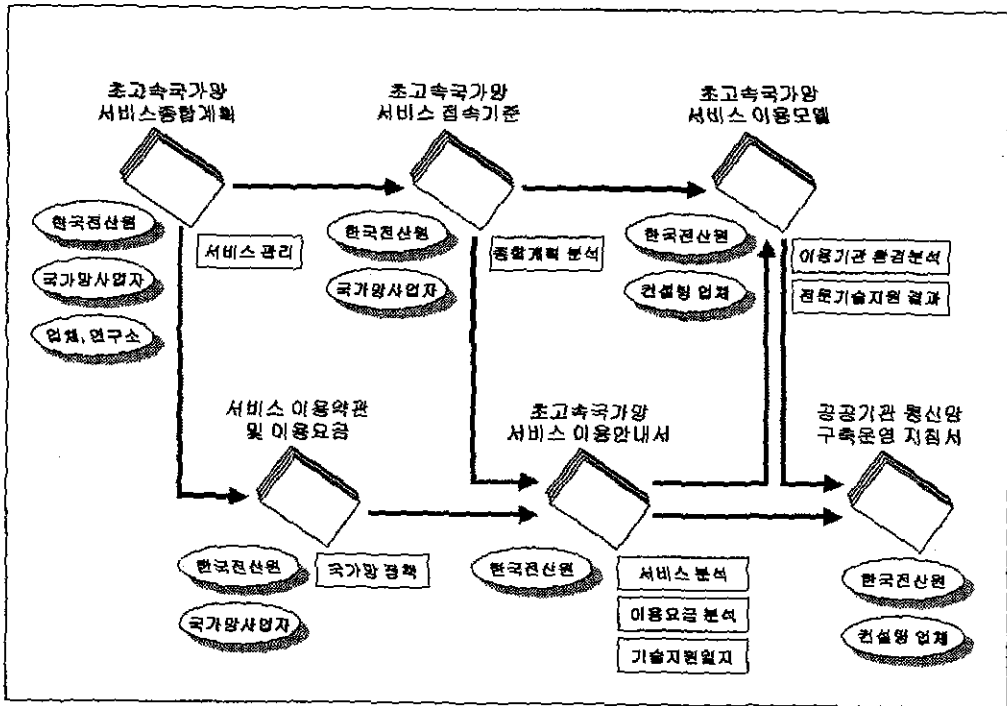 초고속국가망
서비스종합계획
초고속국가망
서비스 접속기준
초고속국가망
서비스 이용모델
한국전산원
국가망사업자
업체, 연구소
서비스 관리
한국전산원
국가망사업자
종합계획 분석
한국전산원
컨설팅 업체
이용기관 환경분석
전문기술지원 결과
서비스 이용약관
및 이용요금
초고속국가망
서비스 이용안내서
공공기관 통신망
구축운영 지침서
한국전산원
국가망사업자
국가망 정책
한국전산원
서비스 분석
이용요금 분석
기술지원일지
한국전산원
컨설팅 업체